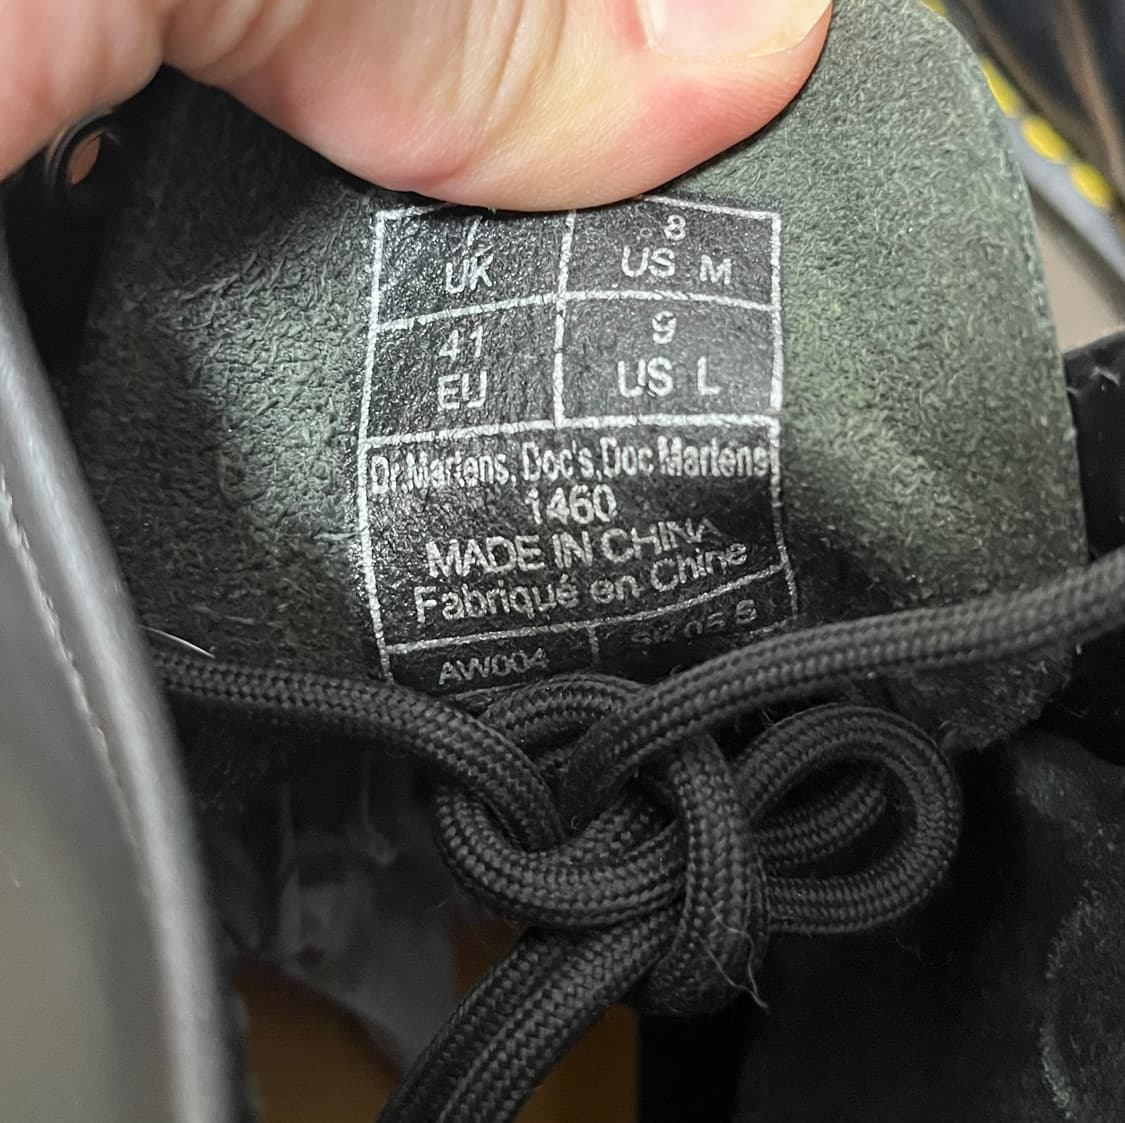 7 8
UK US M
41 9
EU US L
Dr.Martens, Doc's, Doc Martens
1460
MADE IN CHINA
Fabriqué en Chine
AW004